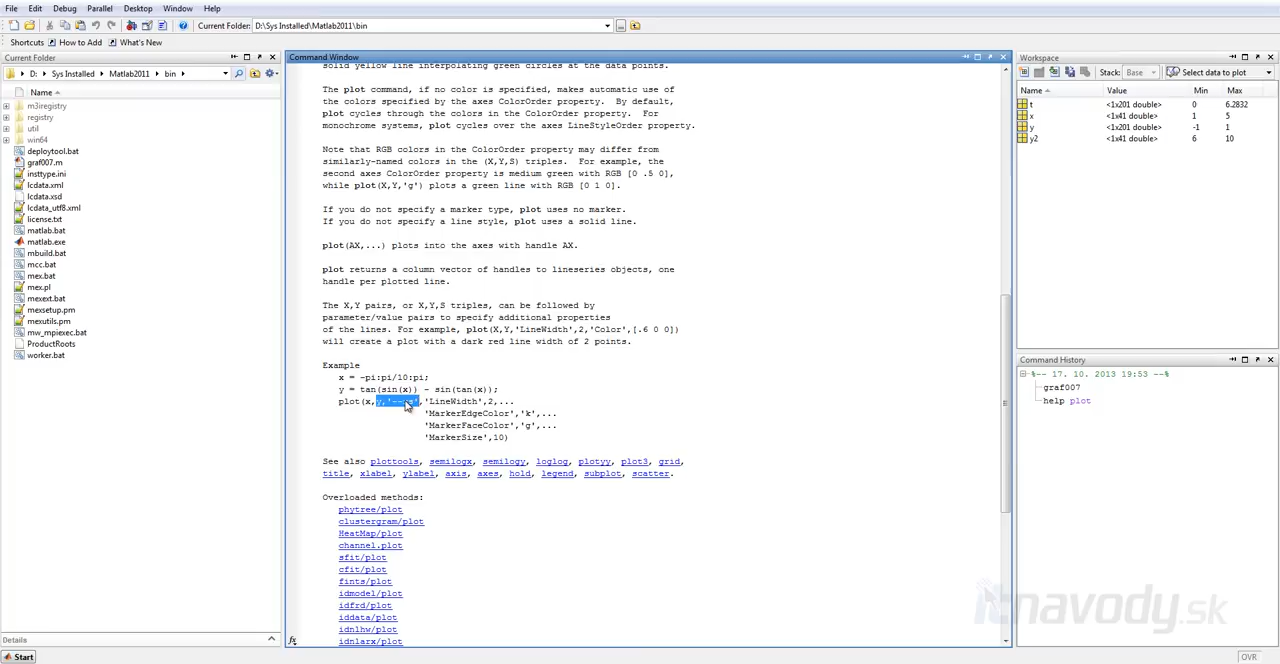 File Edit Debug Parallel Desktop Window Help
Current Folder: D:\Sys Installed\Matlab2011\bin
Shortcuts How to Add What's New
Current Folder
D: Sys Installed Matlab2011 bin
Name
m3iregistry
registry
util
win64
deploytool.bat
graf007.m
insttype.ini
lcdata.xml
lcdata.xsd
lcdata_utf8.xml
license.txt
matlab.bat
matlab.exe
mbuild.bat
mcc.bat
mex.bat
mex.pl
mexext.bat
mexsetup.pm
mexutils.pm
mw_mpiexec.bat
ProductRoots
worker.bat
Details
Start
Command Window
solid yellow line interpolating green circles at the data points.
The plot command, if no color is specified, makes automatic use of
the colors specified by the axes ColorOrder property. By default,
plot cycles through the colors in the ColorOrder property. For
monochrome systems, plot cycles over the axes LineStyleOrder property.
Note that RGB colors in the ColorOrder property may differ from
similarly-named colors in the (X,Y,S) triples. For example, the
second axes ColorOrder property is medium green with RGB [0 .5 0],
while plot(X,Y,'g') plots a green line with RGB [0 1 0].
If you do not specify a marker type, plot uses no marker.
If you do not specify a line style, plot uses a solid line.
plot(AX,...) plots into the axes with handle AX.
plot returns a column vector of handles to lineseries objects, one
handle per plotted line.
The X,Y pairs, or X,Y,S triples, can be followed by
parameter/value pairs to specify additional properties
of the lines. For example, plot(X,Y,'LineWidth',2,'Color',[.6 0 0])
will create a plot with a dark red line width of 2 points.
Example
x = -pi:pi/10:pi;
y = tan(sin(x)) - sin(tan(x));
plot(x,y,'--rs','LineWidth',2,...
'MarkerEdgeColor','k',...
'MarkerFaceColor','g',...
'MarkerSize',10)
See also plottools, semilogx, semilogy, loglog, plotyy, plot3, grid,
title, xlabel, ylabel, axis, axes, hold, legend, subplot, scatter.
Overloaded methods:
phytree/plot
clustergram/plot
HeatMap/plot
channel.plot
sfit/plot
cfit/plot
fints/plot
idmodel/plot
idfrd/plot
iddata/plot
idnlhw/plot
idnlarx/plot
fx
Workspace
Stack: Base Select data to plot
Name Value Min Max
t <1x201 double> 0 6.2832
x <1x41 double> 1 5
y <1x201 double> -1 1
y2 <1x41 double> 6 10
Command History
%-- 17. 10. 2013 19:53 --%
graf007
help plot
itnavody.sk
OVR